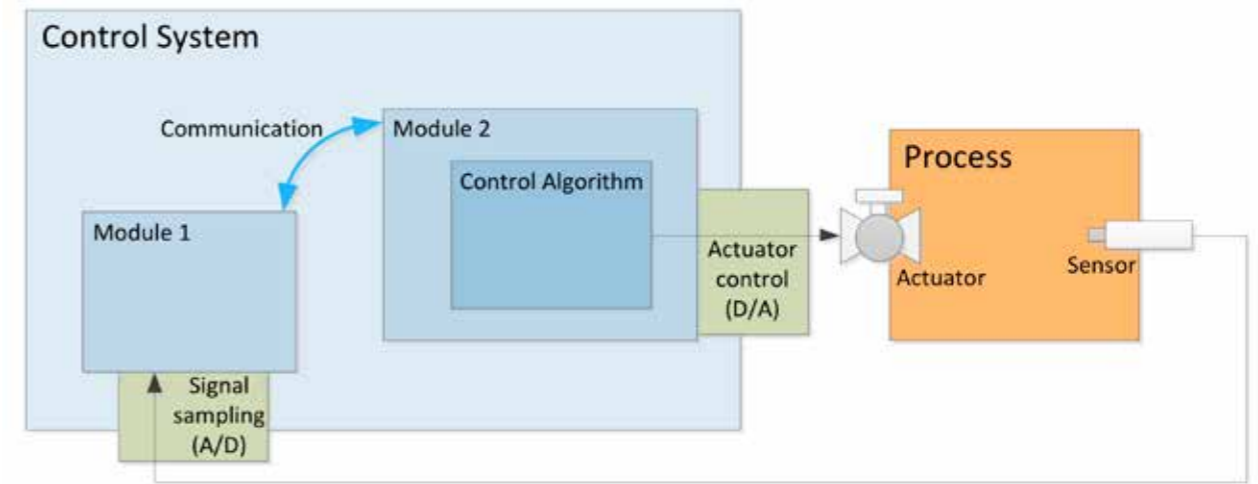 Control System
Communication
Module 2
Control Algorithm
Module 1
Signal
sampling
(A/D)
Actuator
control
(D/A)
Process
Actuator
Sensor